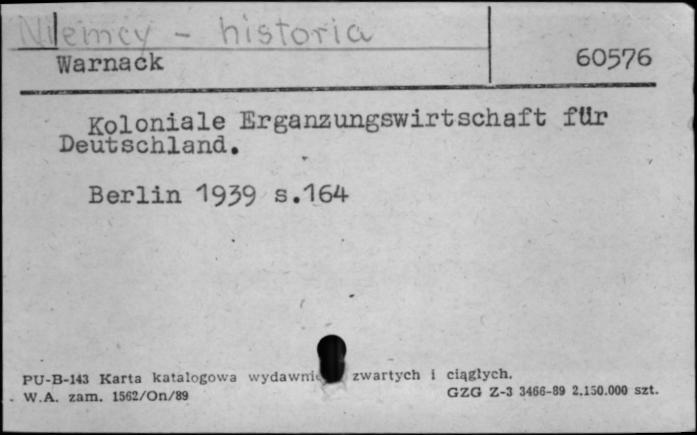 Niemcy - historia
Warnack 60576
Koloniale Erganzungswirtschaft für
Deutschland.
Berlin 1939 s.164
PU-B-143 Karta katalogowa zwartych i ciągłych.
W.A. zam. 1562/On/89 GZG Z-3 3466-89 2.150.000 szt.